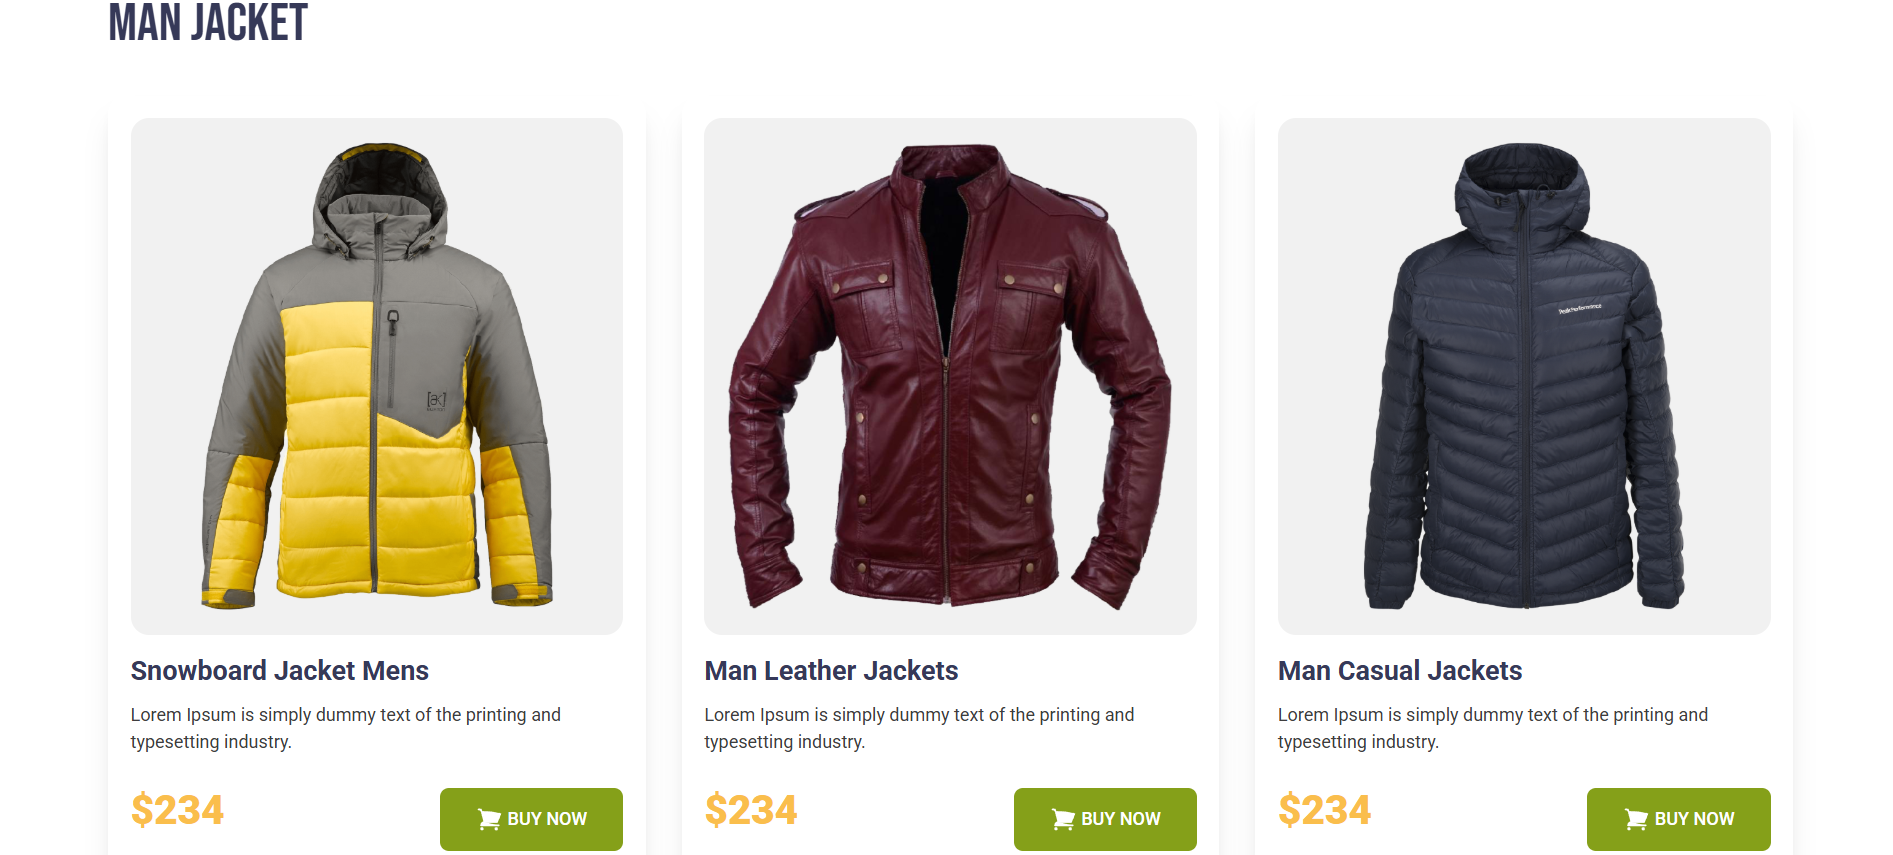 MAN JACKET
Peak Performance
Snowboard Jacket Mens
Man Leather Jackets
Man Casual Jackets
Lorem Ipsum is simply dummy text of the printing and
typesetting industry.
Lorem Ipsum is simply dummy text of the printing and
typesetting industry.
Lorem Ipsum is simply dummy text of the printing and
typesetting industry.
$234
BUY NOW
$234
BUY NOW
$234
BUY NOW